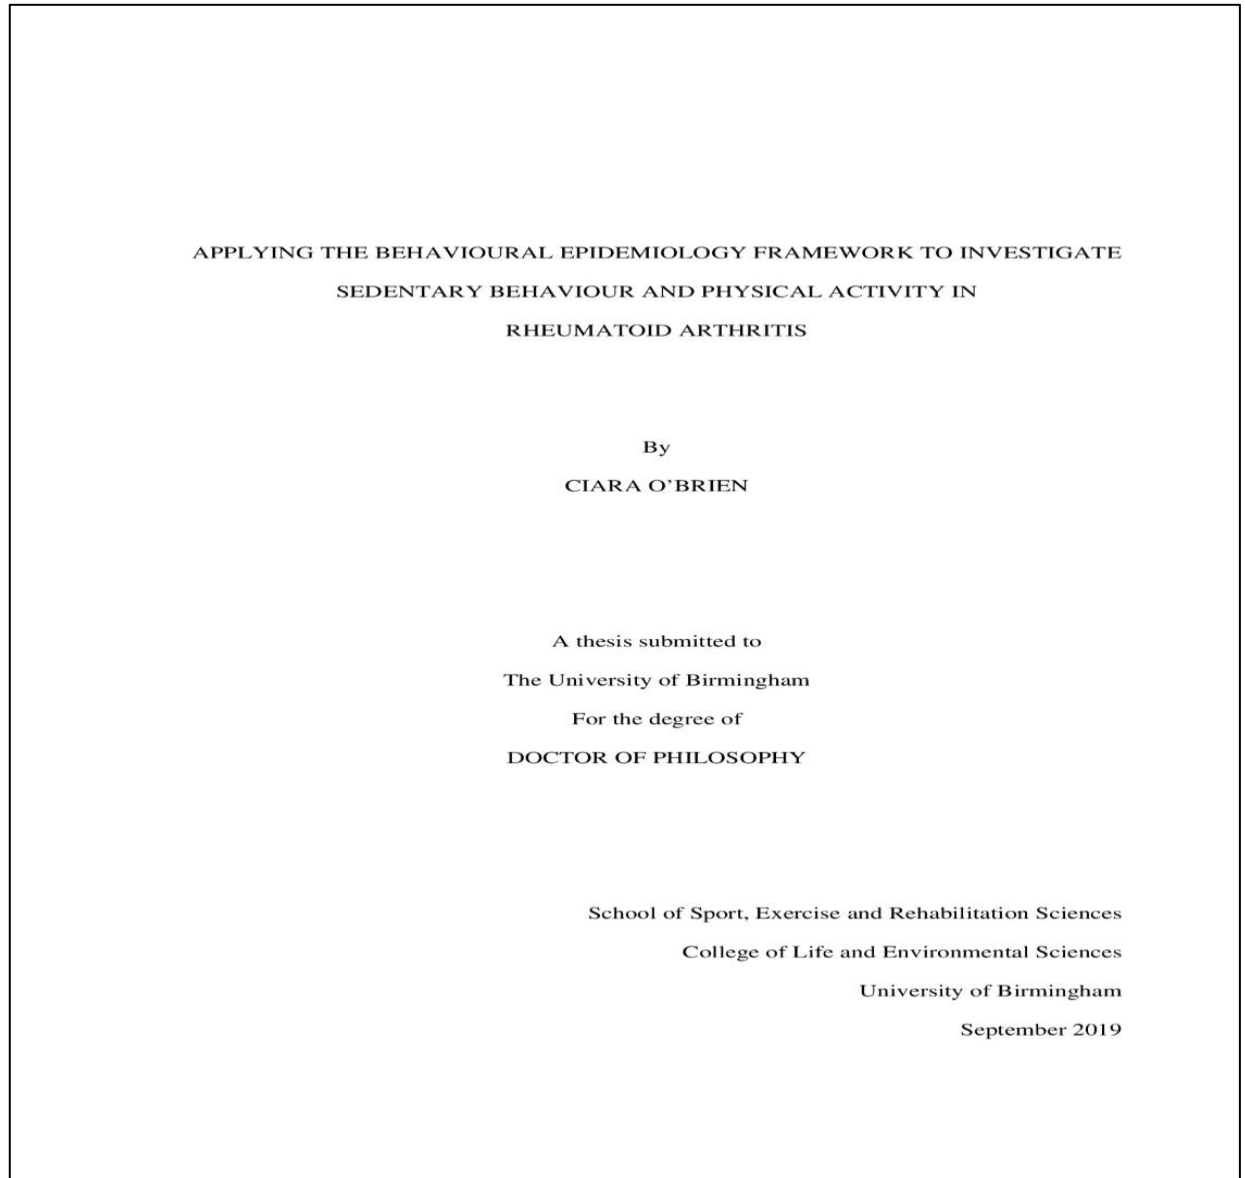 APPLYING THE BEHAVIOURAL EPIDEMIOLOGY FRAMEWORK TO INVESTIGATE
SEDENTARY BEHAVIOUR AND PHYSICAL ACTIVITY IN
RHEUMATOID ARTHRITIS
By
CIARA O’BRIEN
A thesis submitted to
The University of Birmingham
For the degree of
DOCTOR OF PHILOSOPHY
School of Sport, Exercise and Rehabilitation Sciences
College of Life and Environmental Sciences
University of Birmingham
September 2019